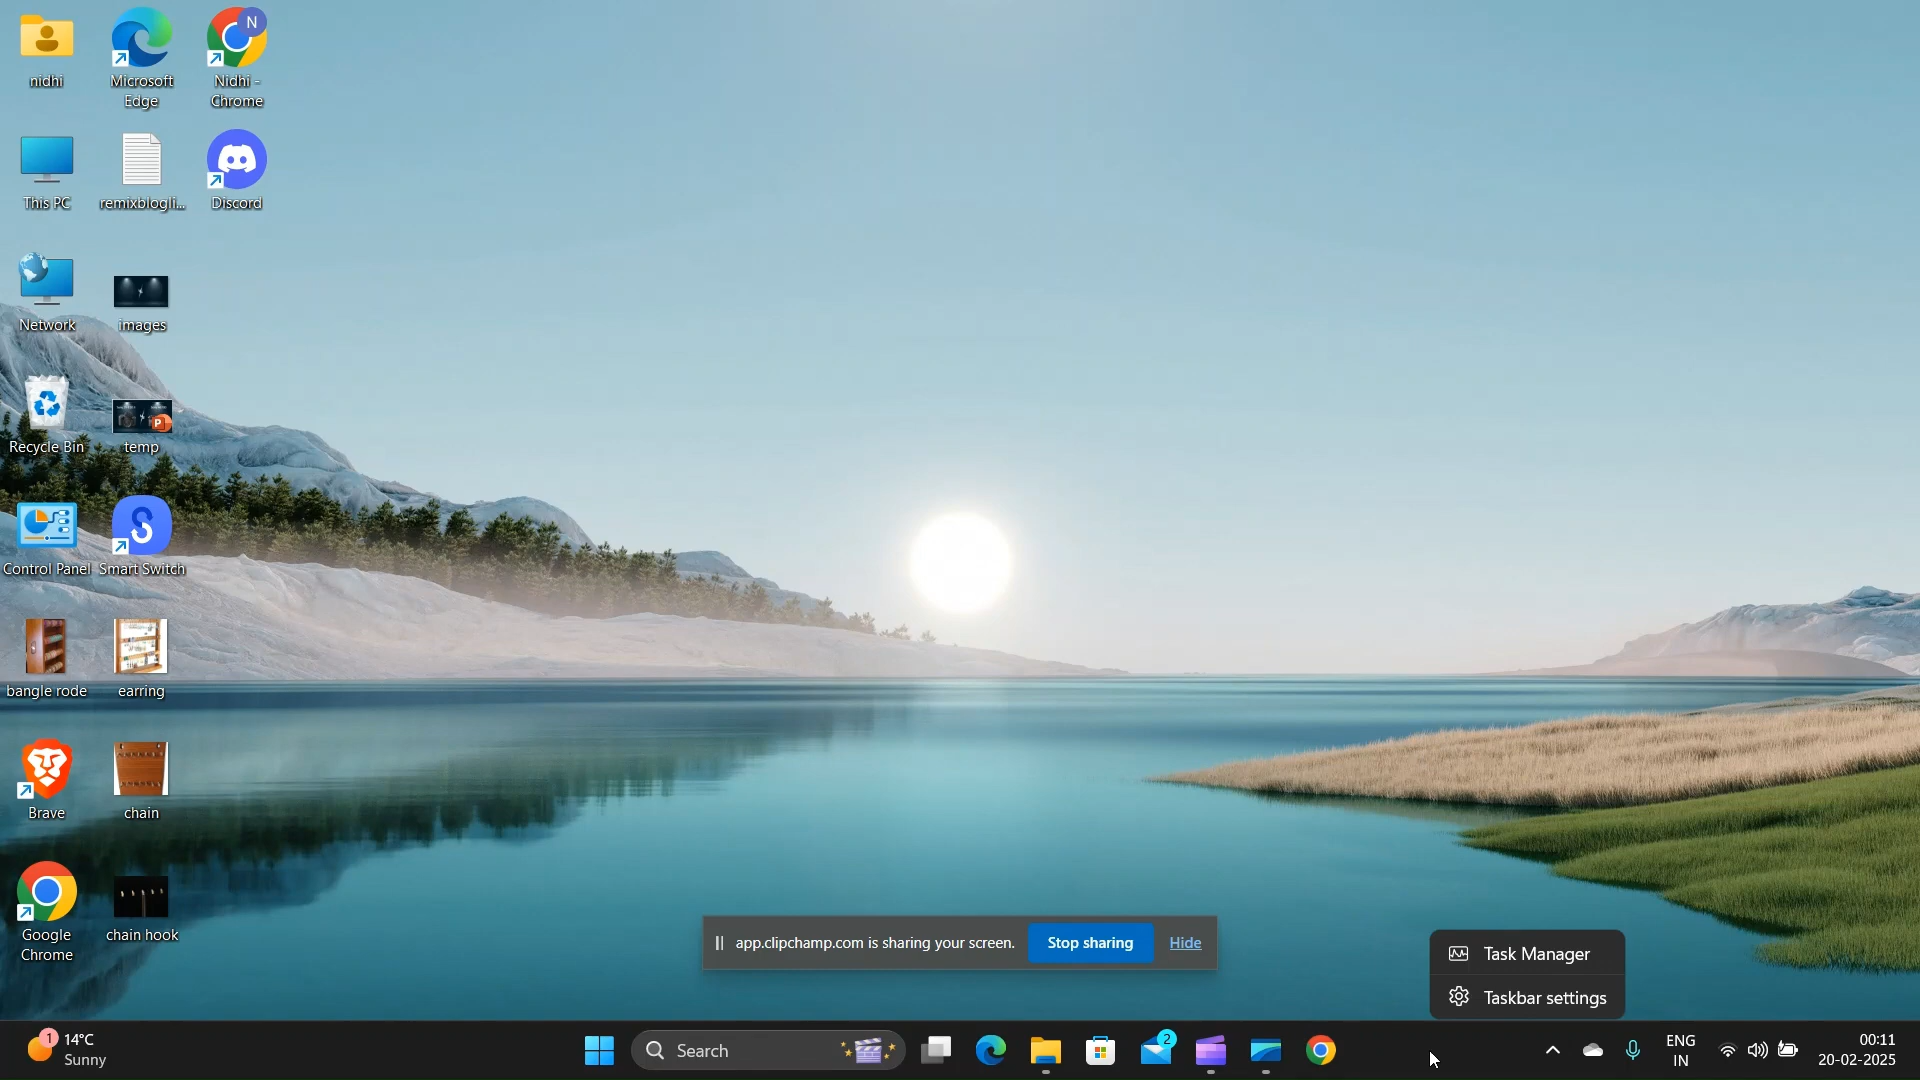 nidhi
Microsoft
Edge
N
Nidhi -
Chrome
This PC
remixblogli...
Discord
Network
images
Recycle Bin
P
temp
Control Panel
Smart Switch
bangle rode
earring
Brave
chain
Google
Chrome
chain hook
app.clipchamp.com is sharing your screen.
Stop sharing
Hide
Task Manager
Taskbar settings
1
14°C
Sunny
Search
2
ENG
IN
00:11
20-02-2025